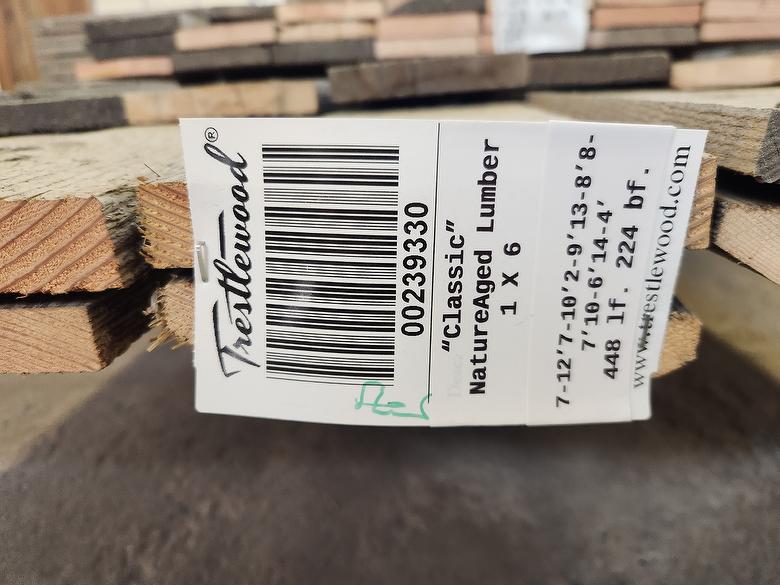 Trestlewood®
00239330
"Classic"
NatureAged Lumber
1 X 6
7-12'7-10'2-9'13-8'8-
7'10-6'14-4'
448 lf. 224 bf.
www.trestlewood.com